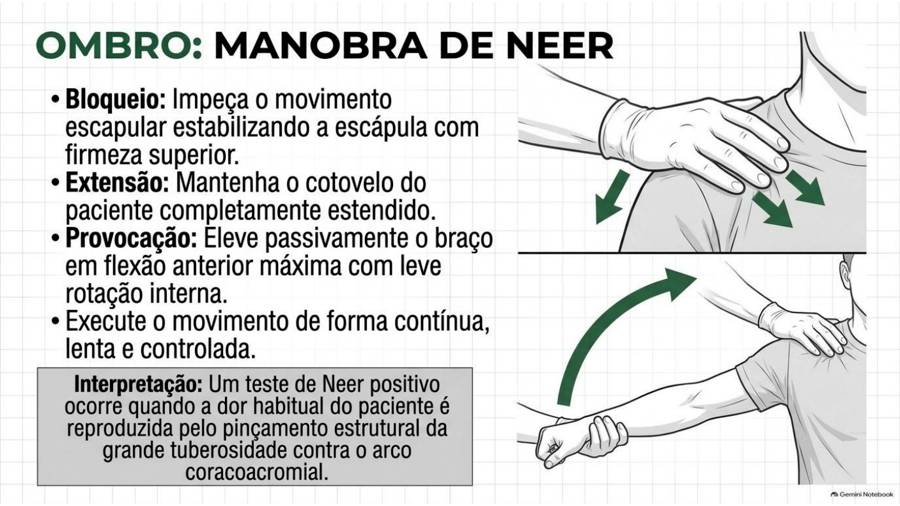 OMBRO: MANOBRA DE NEER
• Bloqueio: Impeça o movimento
escapular estabilizando a escápula com
firmeza superior.
• Extensão: Mantenha o cotovelo do
paciente completamente estendido.
• Provocação: Eleve passivamente o braço
em flexão anterior máxima com leve
rotação interna.
• Execute o movimento de forma contínua,
lenta e controlada.
Interpretação: Um teste de Neer positivo
ocorre quando a dor habitual do paciente é
reproduzida pelo pinçamento estrutural da
grande tuberosidade contra o arco
coracoacromial.
Gemini Notebook